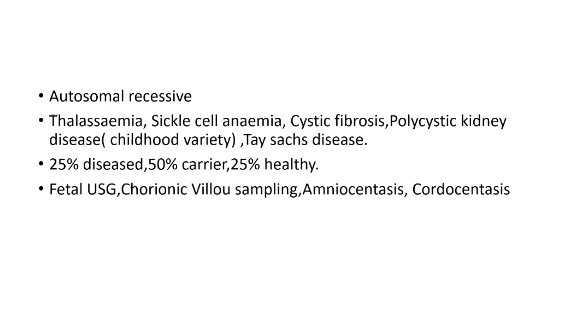 • Autosomal recessive
• Thalassaemia, Sickle cell anaemia, Cystic fibrosis,Polycystic kidney
disease( childhood variety) ,Tay sachs disease.
• 25% diseased,50% carrier,25% healthy.
• Fetal USG,Chorionic Villou sampling,Amniocentasis, Cordocentasis